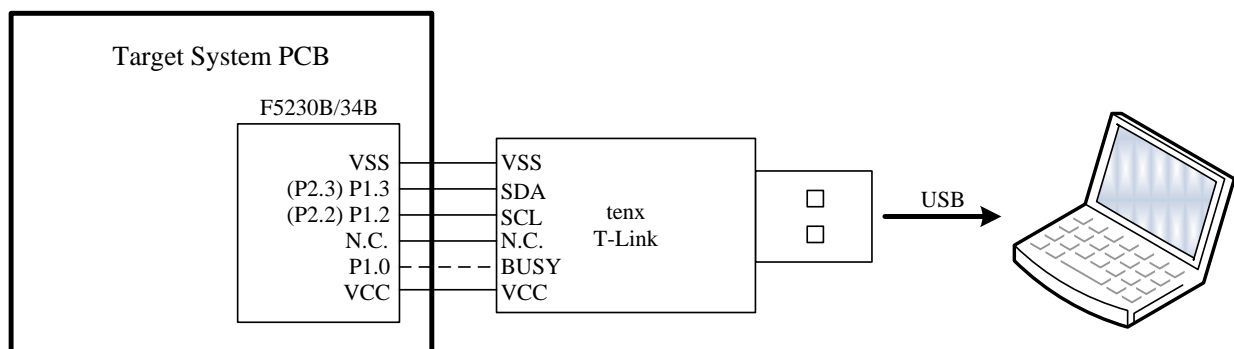 Target System PCB
F5230B/34B
VSS
(P2.3) P1.3
(P2.2) P1.2
N.C.
P1.0
VCC
VSS
SDA
SCL
N.C.
BUSY
VCC
tenx
T-Link
USB